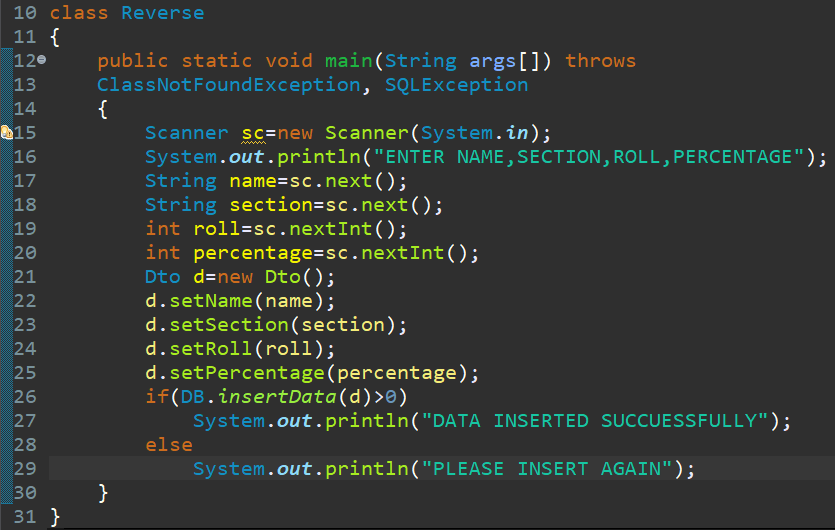 10 class Reverse
11 {
12 public static void main(String args[]) throws
13 ClassNotFoundException, SQLException
14 {
15 Scanner sc=new Scanner(System.in);
16 System.out.println("ENTER NAME,SECTION,ROLL,PERCENTAGE");
17 String name=sc.next();
18 String section=sc.next();
19 int roll=sc.nextInt();
20 int percentage=sc.nextInt();
21 Dto d=new Dto();
22 d.setName(name);
23 d.setSection(section);
24 d.setRoll(roll);
25 d.setPercentage(percentage);
26 if(DB.insertData(d)>0)
27 System.out.println("DATA INSERTED SUCCUESSFULLY");
28 else
29 System.out.println("PLEASE INSERT AGAIN");
30 }
31 }